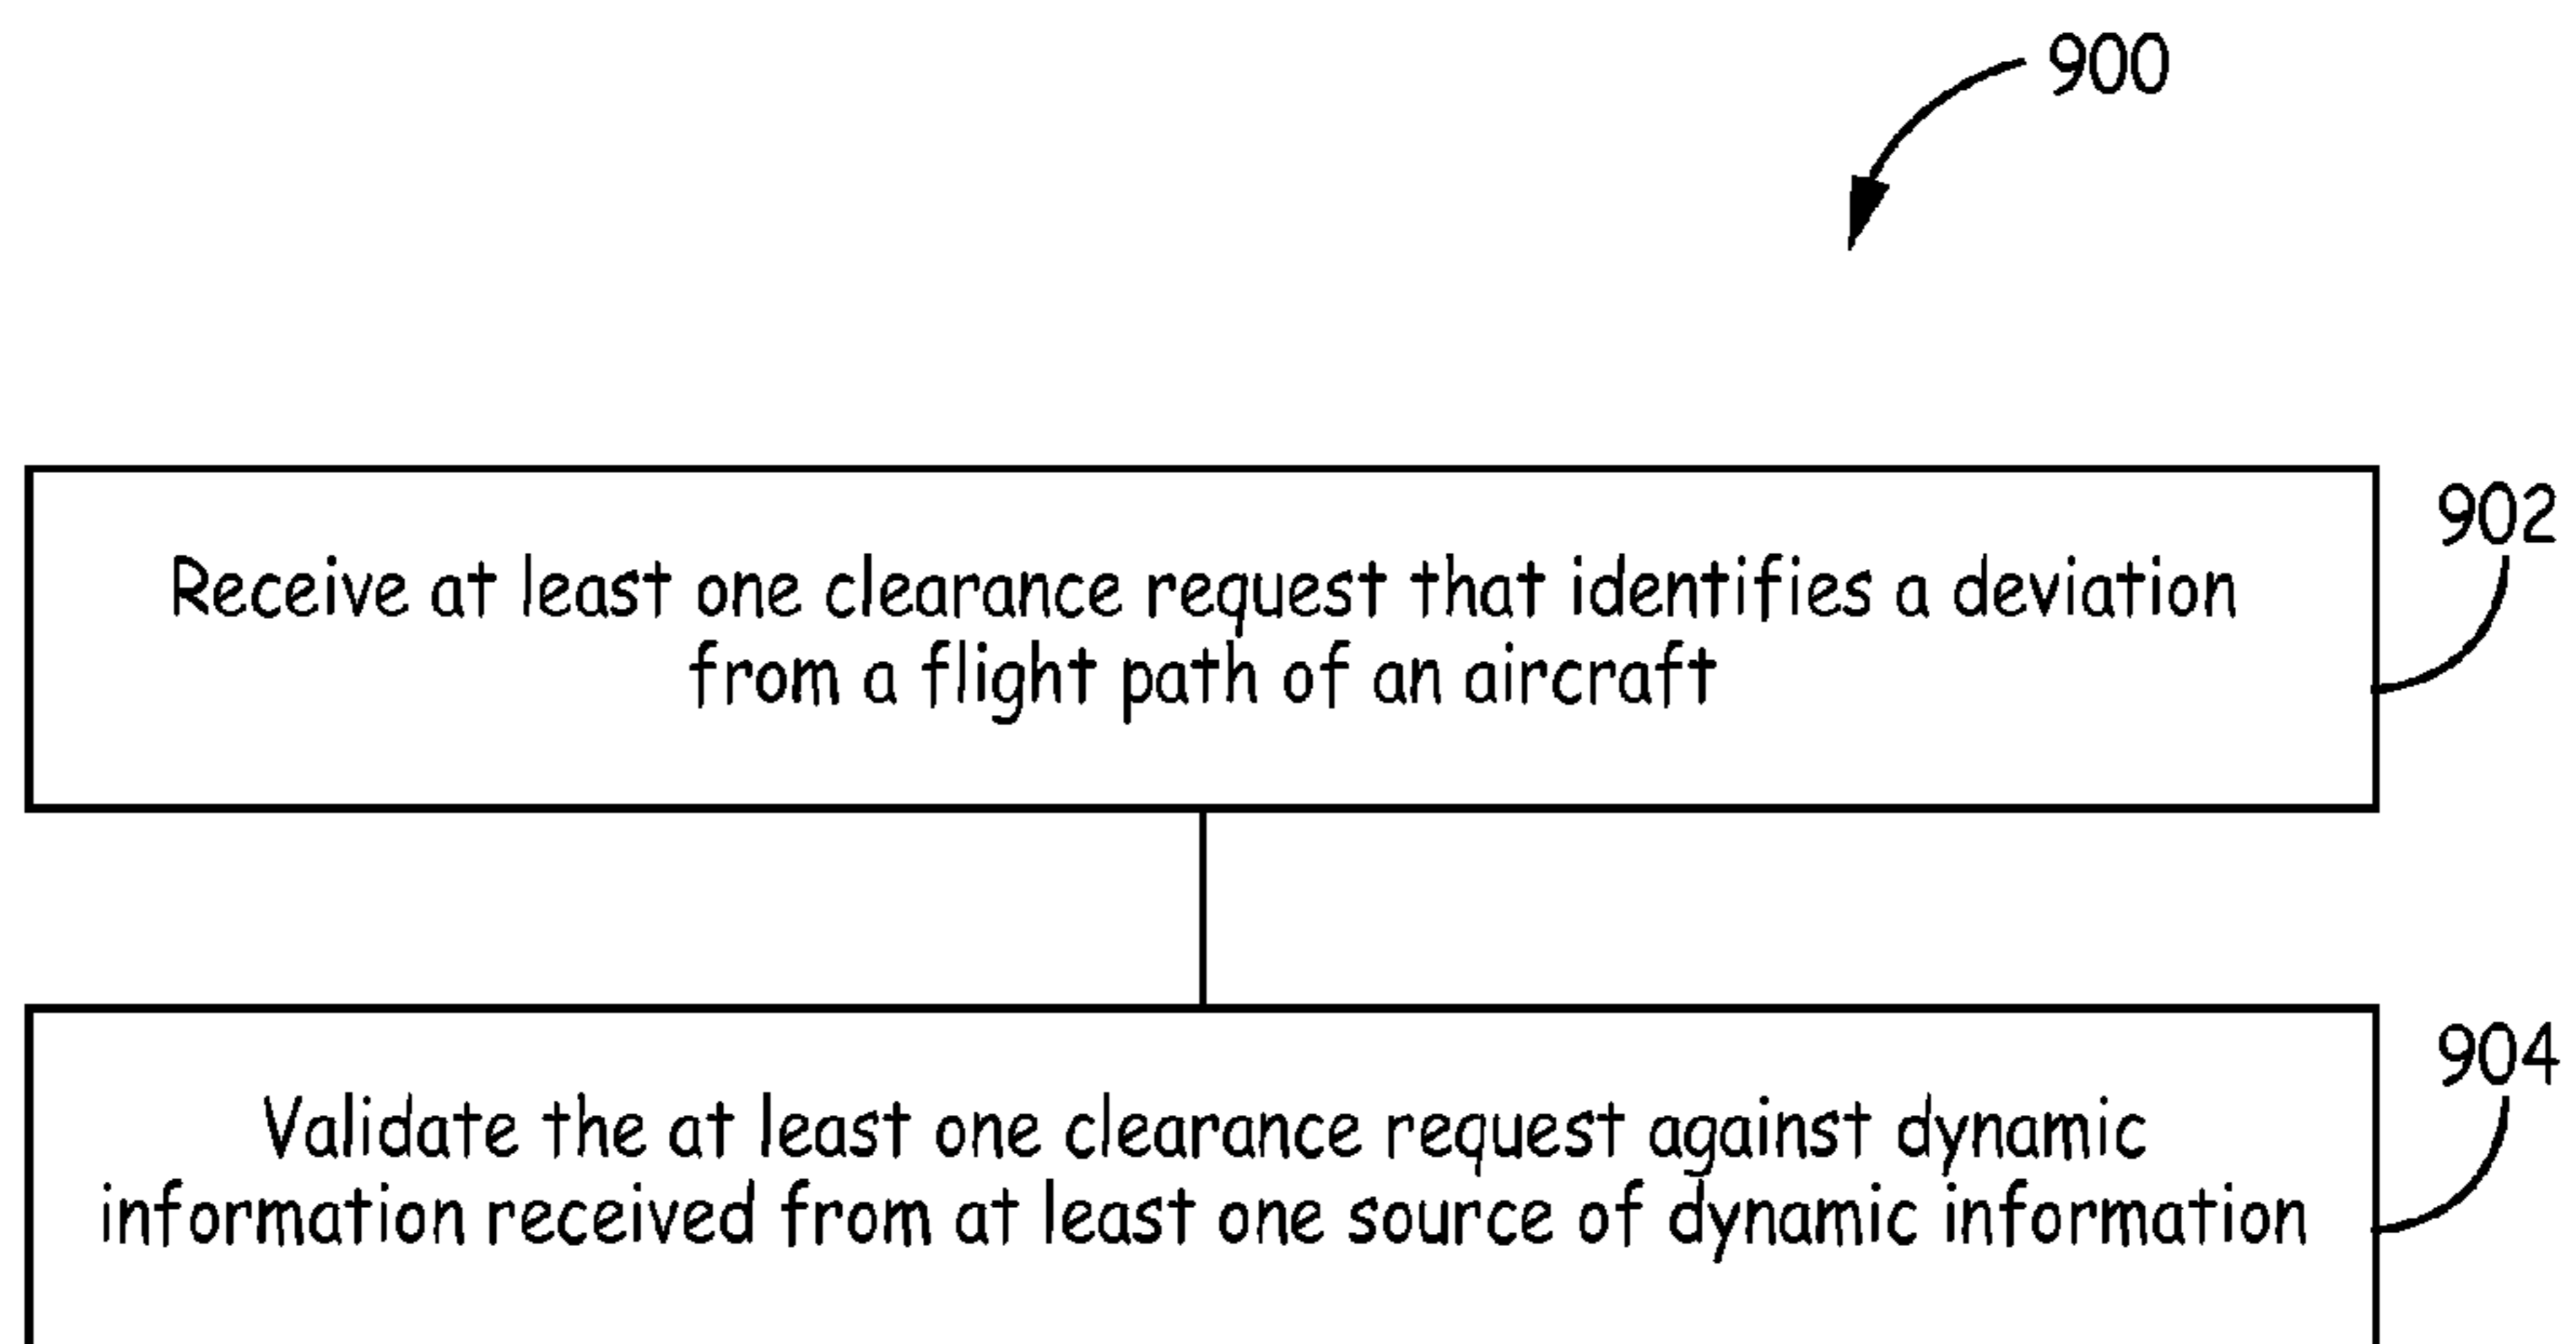 900
902
Receive at least one clearance request that identifies a deviation
from a flight path of an aircraft
904
Validate the at least one clearance request against dynamic
information received from at least one source of dynamic information